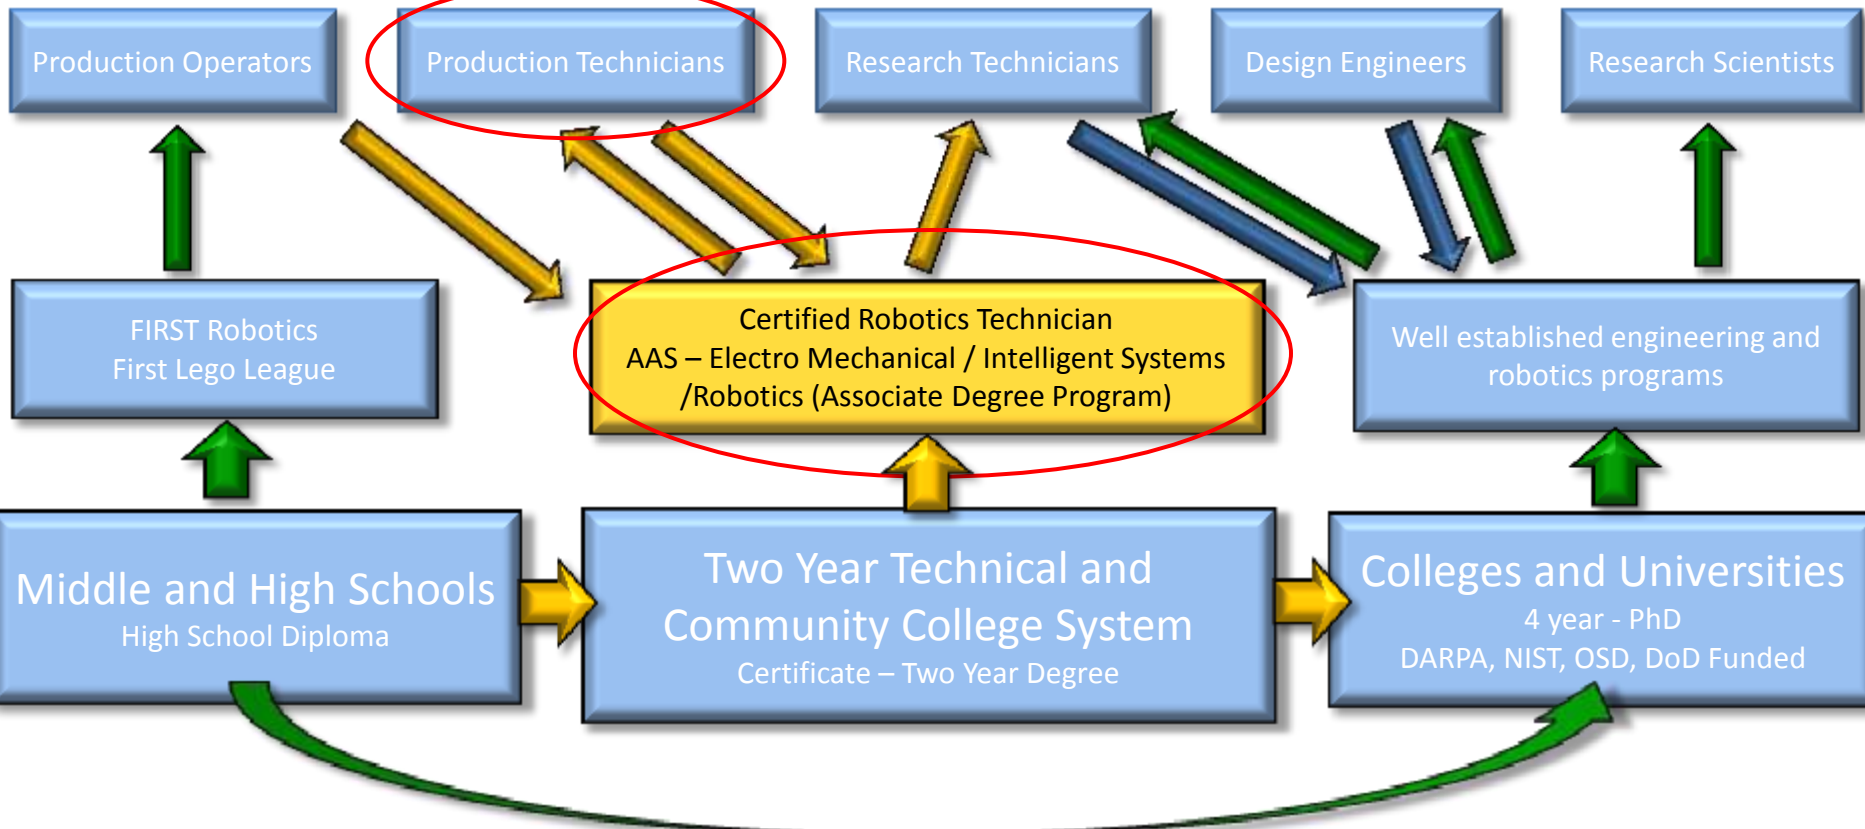 Production Operators
Production Technicians
Research Technicians
Design Engineers
Research Scientists
FIRST Robotics
First Lego League
Certified Robotics Technician
AAS – Electro Mechanical / Intelligent Systems
/Robotics (Associate Degree Program)
Well established engineering and
robotics programs
Middle and High Schools
High School Diploma
Two Year Technical and
Community College System
Certificate – Two Year Degree
Colleges and Universities
4 year - PhD
DARPA, NIST, OSD, DoD Funded